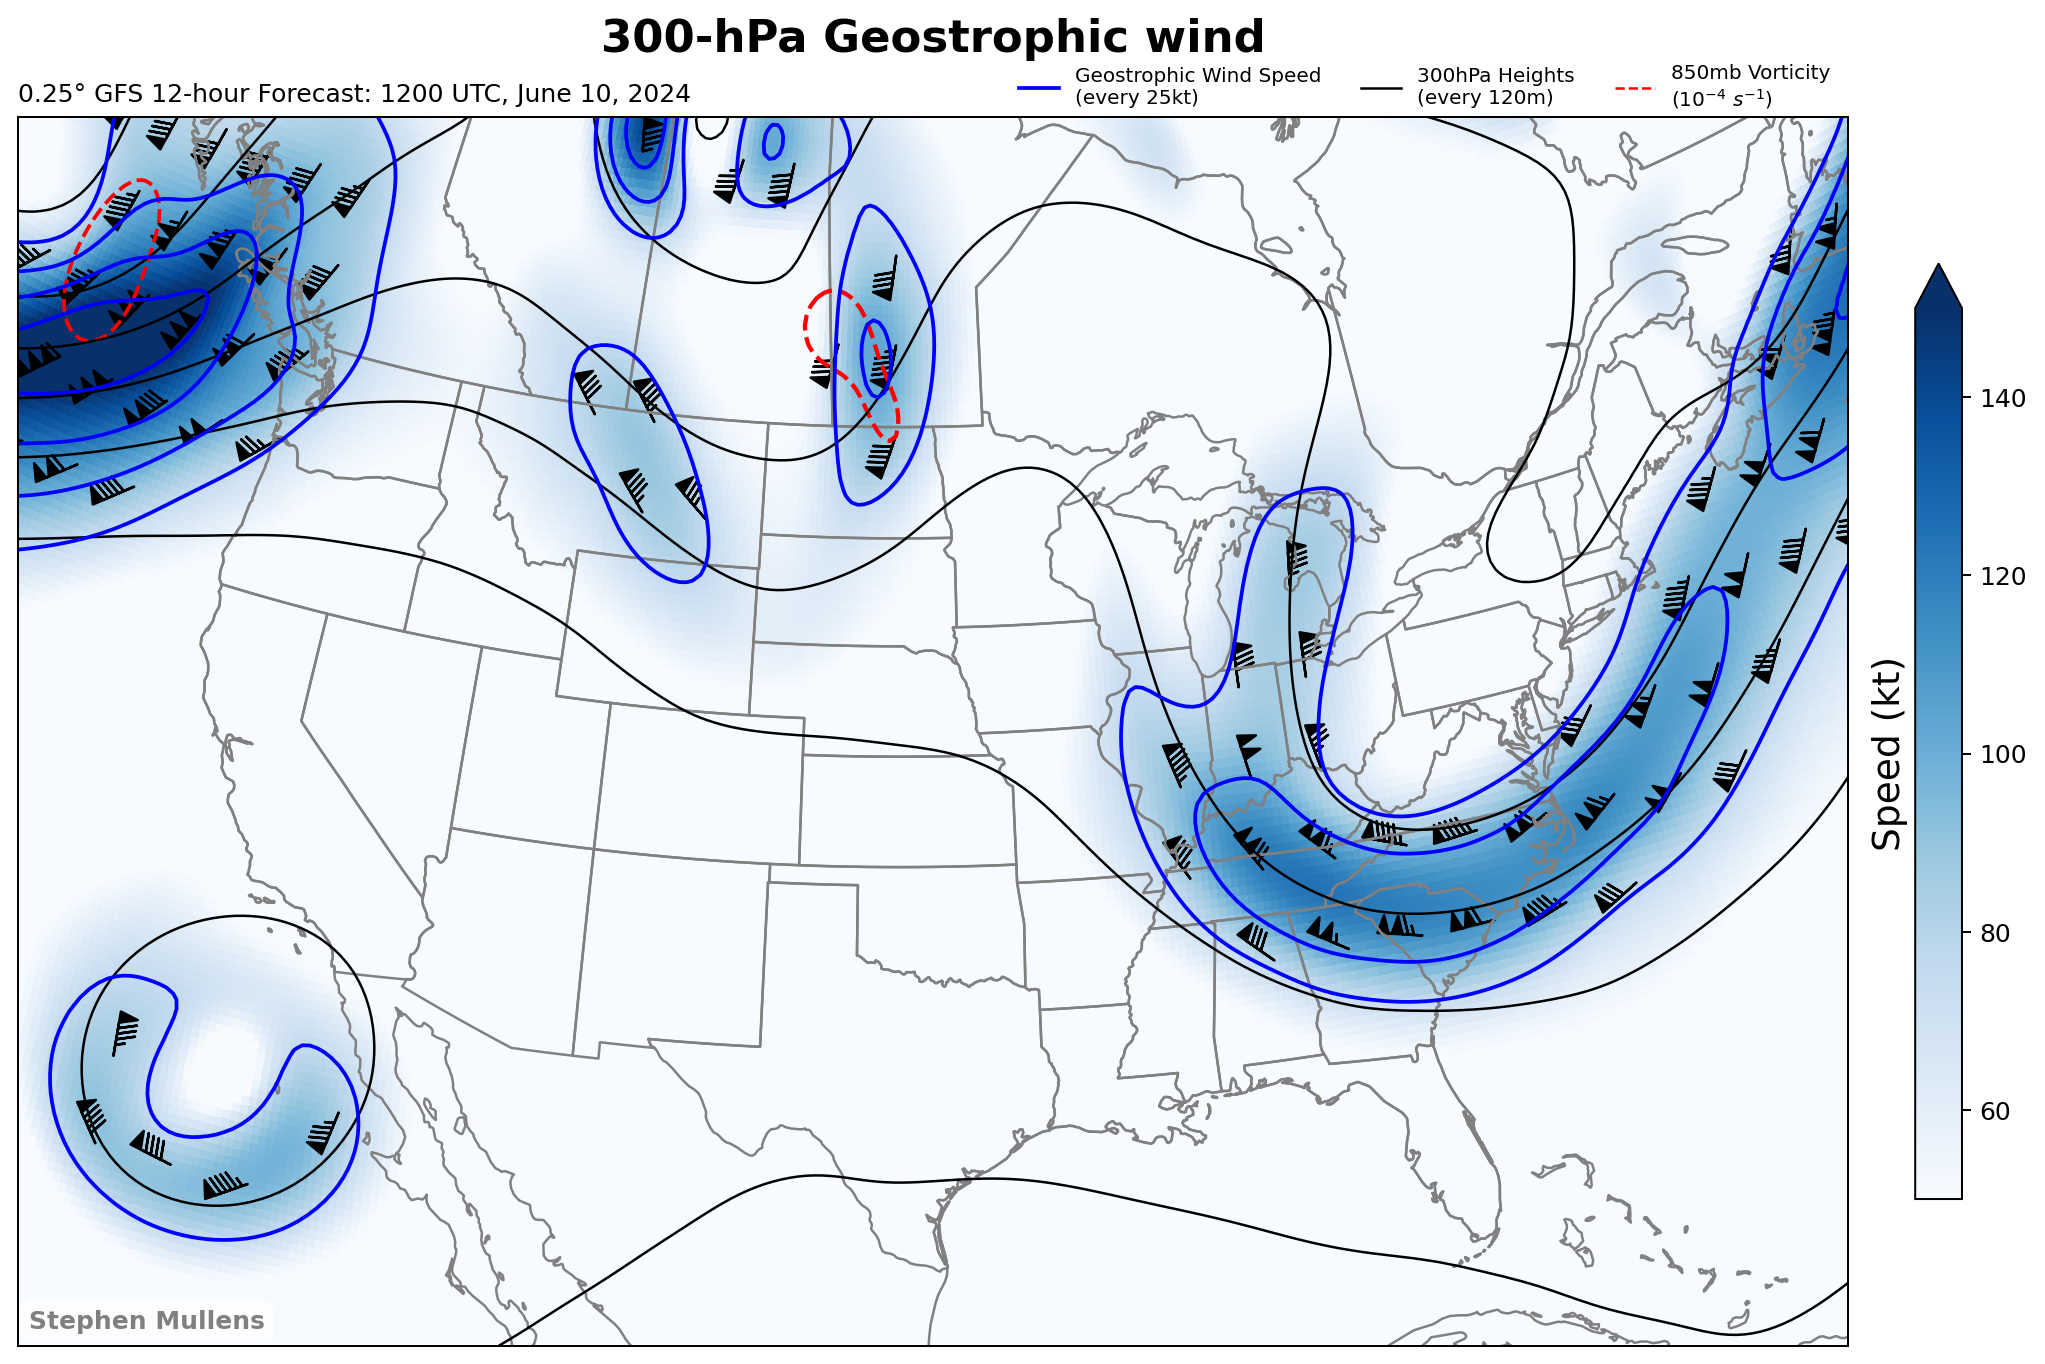 300-hPa Geostrophic wind
0.25° GFS 12-hour Forecast: 1200 UTC, June 10, 2024
Geostrophic Wind Speed
(every 25kt)
300hPa Heights
(every 120m)
850mb Vorticity
(10⁻⁴ s⁻¹)
140
120
100
80
60
Speed (kt)
Stephen Mullens